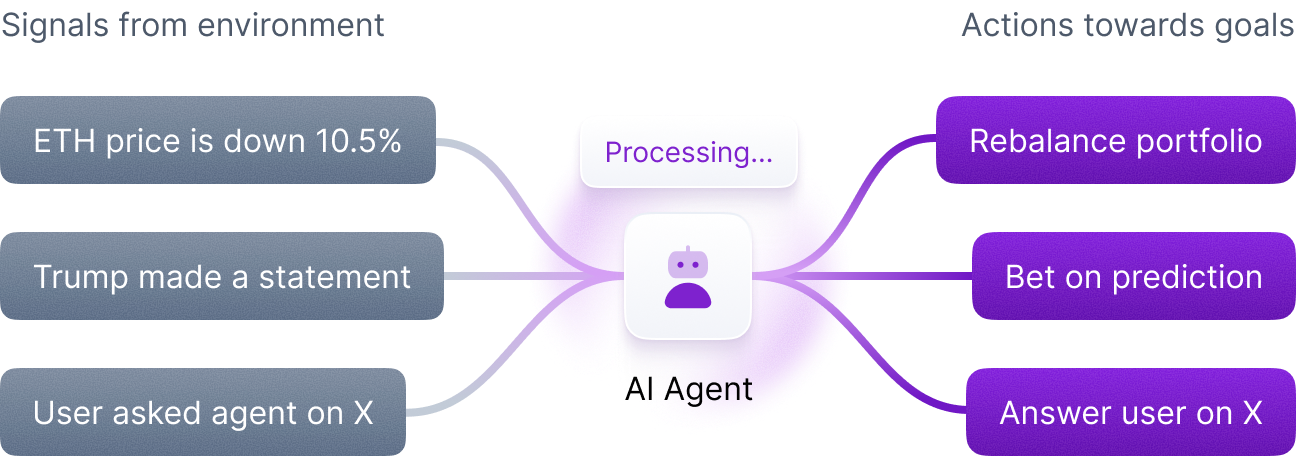 Signals from environment
Actions towards goals
ETH price is down 10.5%
Processing...
Rebalance portfolio
Trump made a statement
Bet on prediction
AI Agent
User asked agent on X
Answer user on X